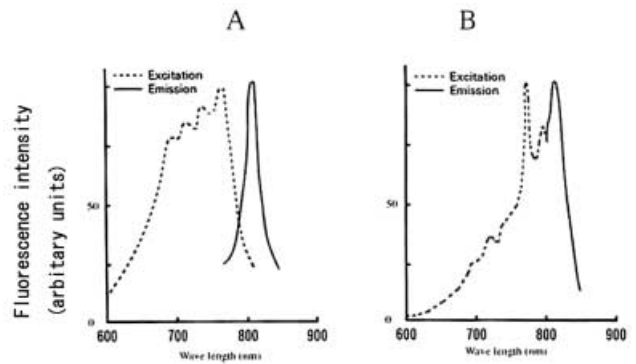 A
B
Fluorescence intensity
(arbitary units)
Excitation
Emission
50
0
600 700 800 900
Wave length (nm)
Excitation
Emission
50
0
600 700 800 900
Wave length (nm)